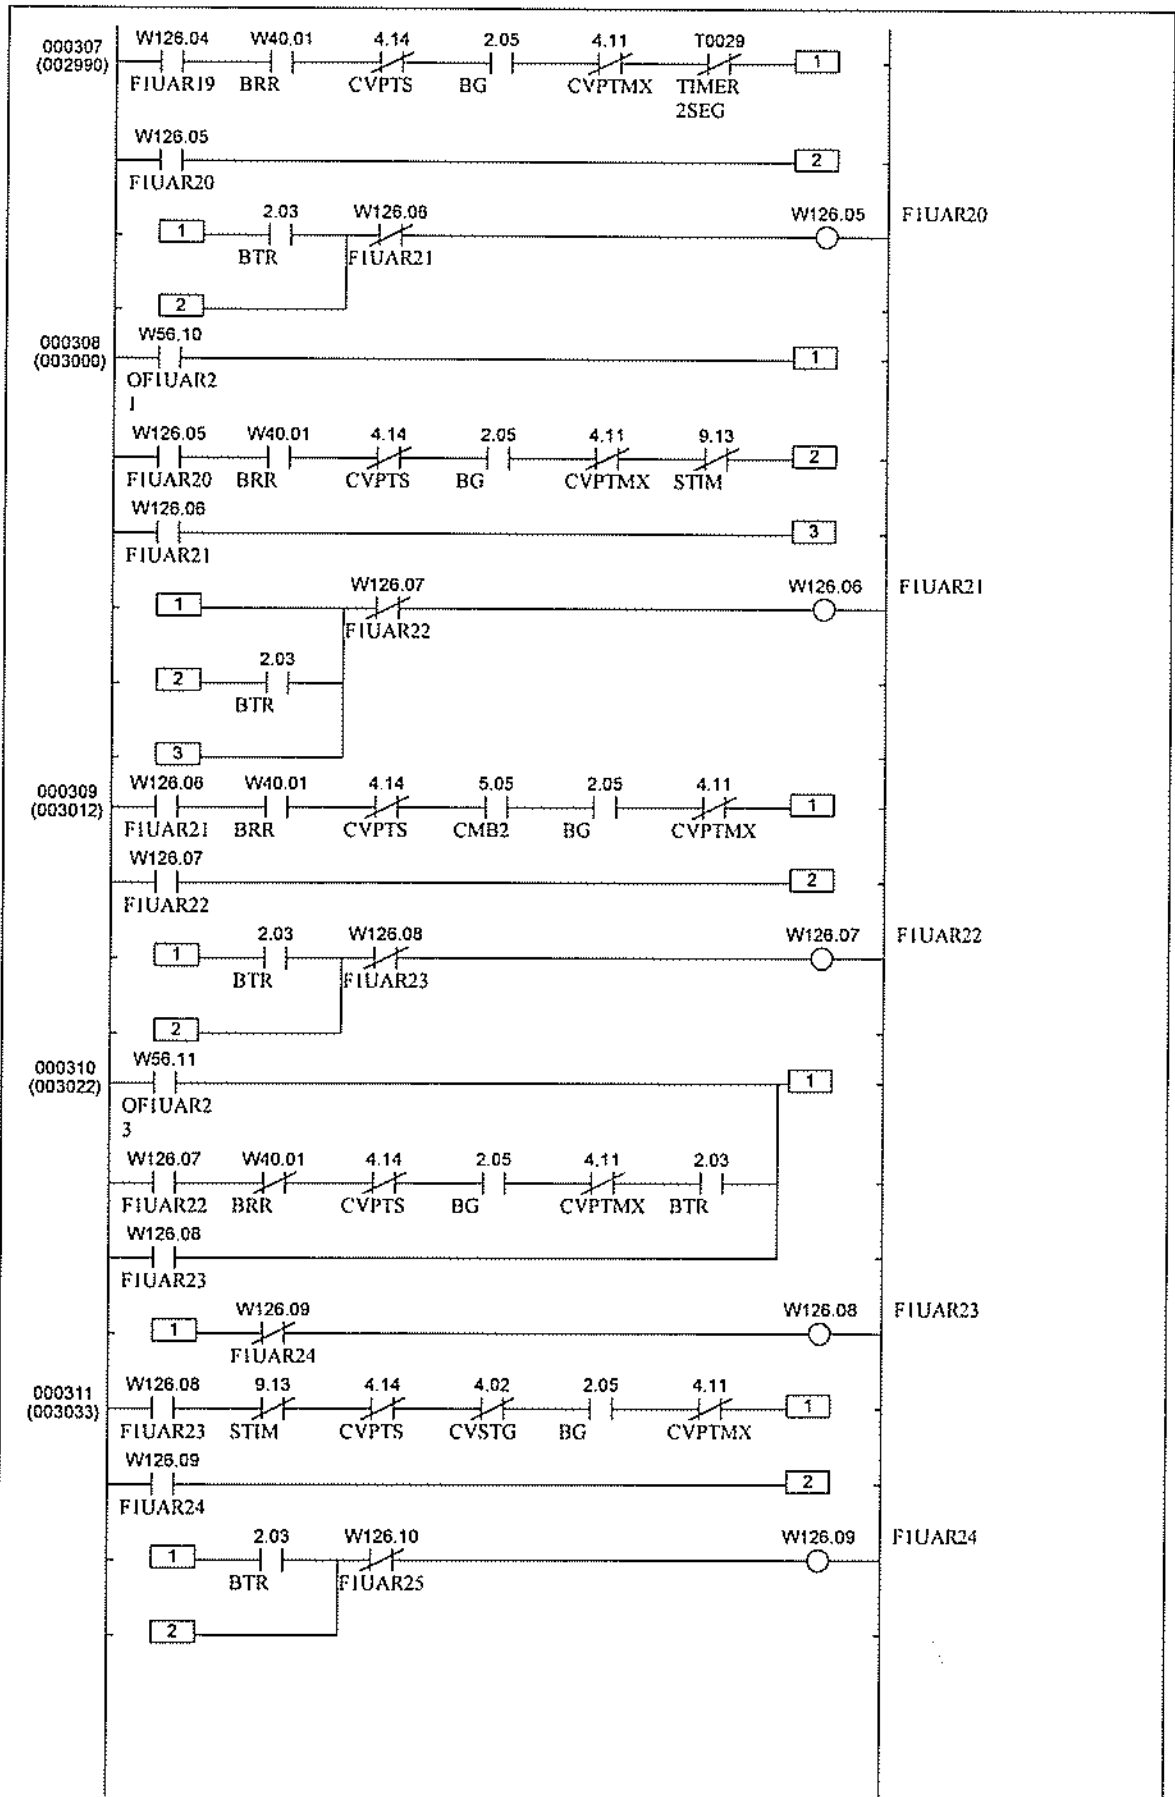 000307
(002990)
W126.04 W40.01 4.14 2.05 4.11 T0029
1
F1UAR19 BRR CVPTS BG CVPTMX TIMER
2SEG
W126.05
2
F1UAR20
2.03 W126.06 W126.05 F1UAR20
1
BTR F1UAR21
2
000308
(003000)
W56.10
1
OF1UAR2
1
W126.05 W40.01 4.14 2.05 4.11 9.13
2
F1UAR20 BRR CVPTS BG CVPTMX STIM
W126.06
3
F1UAR21
W126.07 W126.06 F1UAR21
1
F1UAR22
2.03
2
BTR
3
000309
(003012)
W126.06 W40.01 4.14 5.05 2.05 4.11
1
F1UAR21 BRR CVPTS CMB2 BG CVPTMX
W126.07
2
F1UAR22
2.03 W126.08 W126.07 F1UAR22
1
BTR F1UAR23
2
000310
(003022)
W56.11
1
OF1UAR2
3
W126.07 W40.01 4.14 2.05 4.11 2.03
F1UAR22 BRR CVPTS BG CVPTMX BTR
W126.08
F1UAR23
W126.09 W126.08 F1UAR23
1
F1UAR24
000311
(003033)
W126.08 9.13 4.14 4.02 2.05 4.11
1
F1UAR23 STIM CVPTS CVSTG BG CVPTMX
W126.09
2
F1UAR24
2.03 W126.10 W126.09 F1UAR24
1
BTR F1UAR25
2